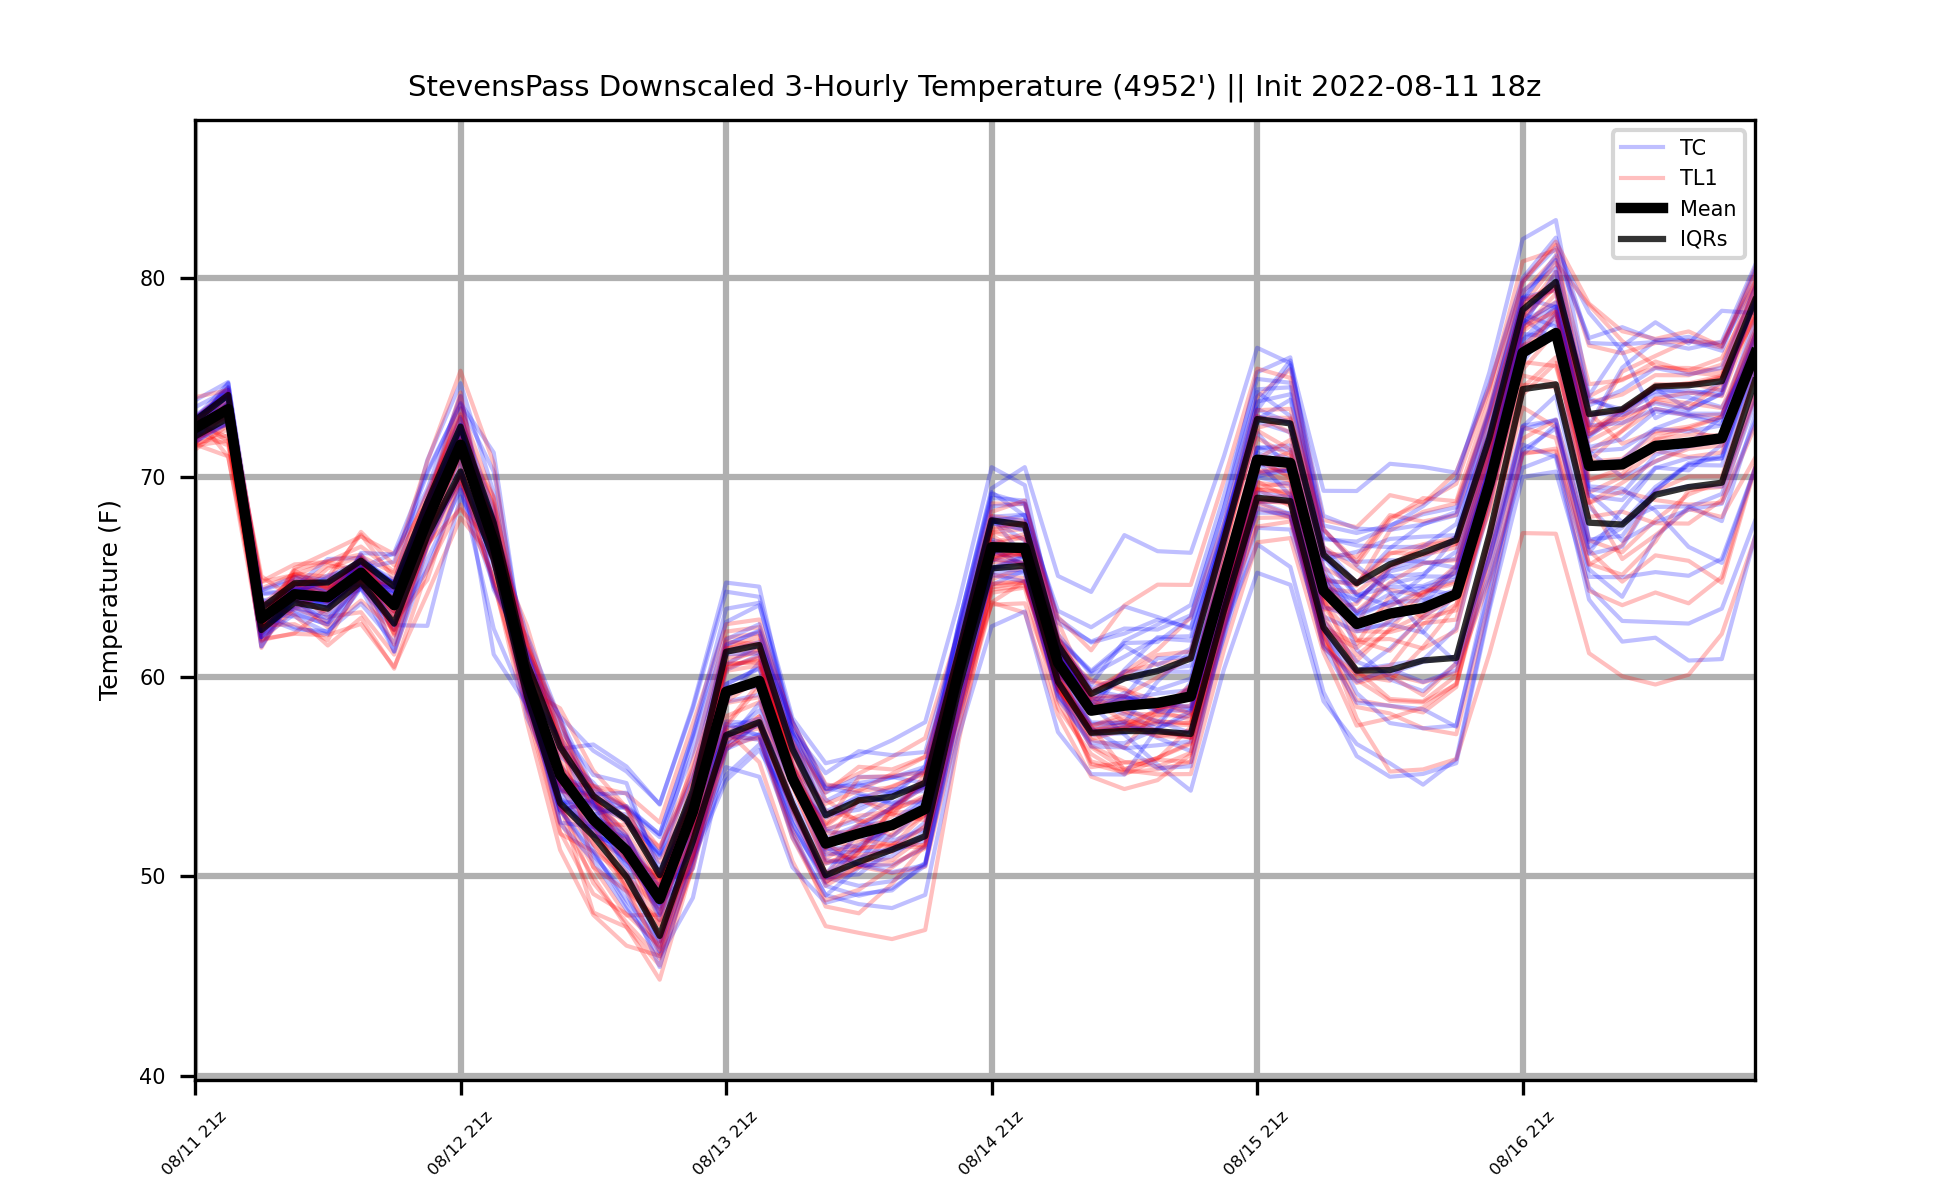 StevensPass Downscaled 3-Hourly Temperature (4952') || Init 2022-08-11 18z
TC
TL1
Mean
IQRs
Temperature (F)
80
70
60
50
40
08/11 21z
08/12 21z
08/13 21z
08/14 21z
08/15 21z
08/16 21z